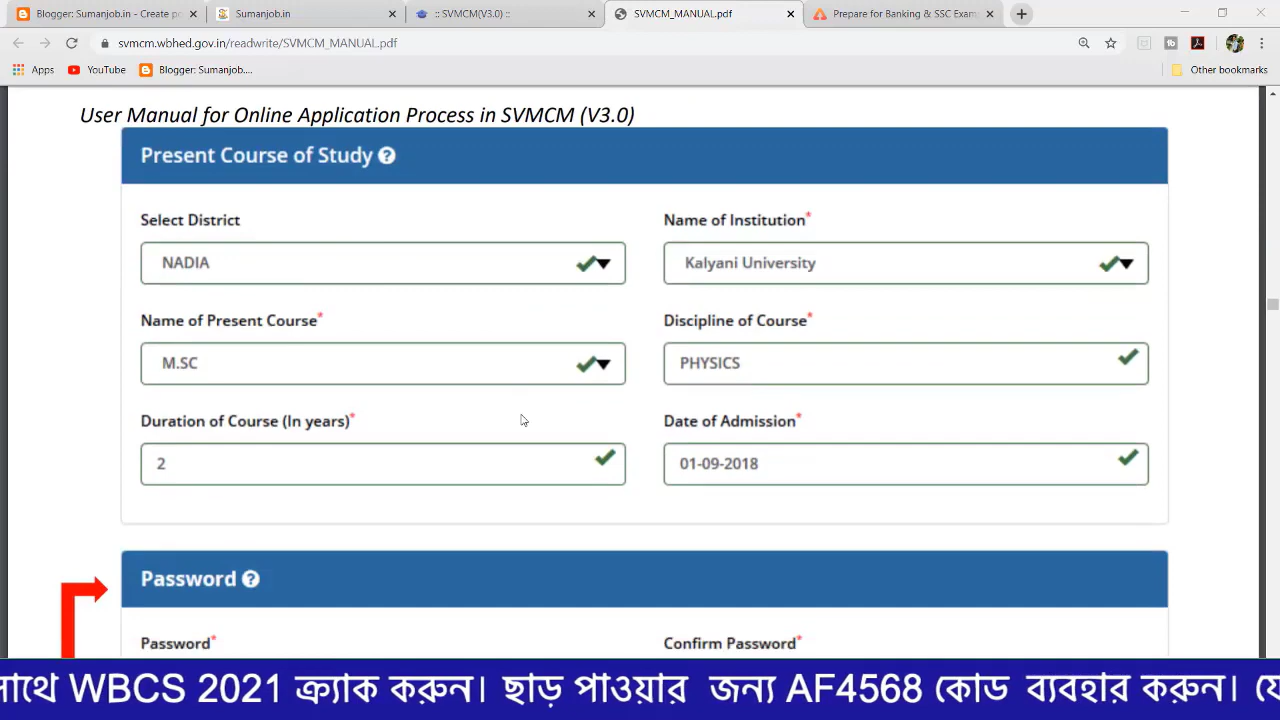 Blogger: Sumanjob.in - Create po
Sumanjob.in
:: SVMCM(V3.0) ::
SVMCM_MANUAL.pdf
Prepare for Banking & SSC Exam
svmcm.wbhed.gov.in/readwrite/SVMCM_MANUAL.pdf
Apps
YouTube
Blogger: Sumanjob....
Other bookmarks
User Manual for Online Application Process in SVMCM (V3.0)
Present Course of Study ?
Select District
Name of Institution*
NADIA
Kalyani University
Name of Present Course*
Discipline of Course*
M.SC
PHYSICS
Duration of Course (In years)*
Date of Admission*
2
01-09-2018
Password ?
Password*
Confirm Password*
সাথে WBCS 2021 ক্র্যাক করুন। ছাড় পাওয়ার জন্য AF4568 কোড ব্যবহার করুন। যে